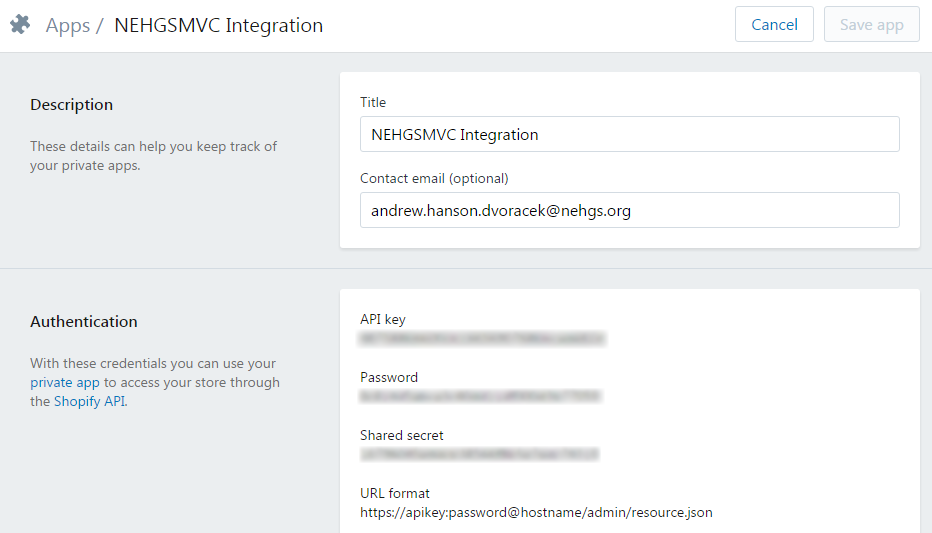 Apps / NEHGSMVC Integration
Cancel
Save app
Description
These details can help you keep track of
your private apps.
Title
NEHGSMVC Integration
Contact email (optional)
andrew.hanson.dvoracek@nehgs.org
Authentication
With these credentials you can use your
private app to access your store through
the Shopify API.
API key
Password
Shared secret
URL format
https://apikey:password@hostname/admin/resource.json